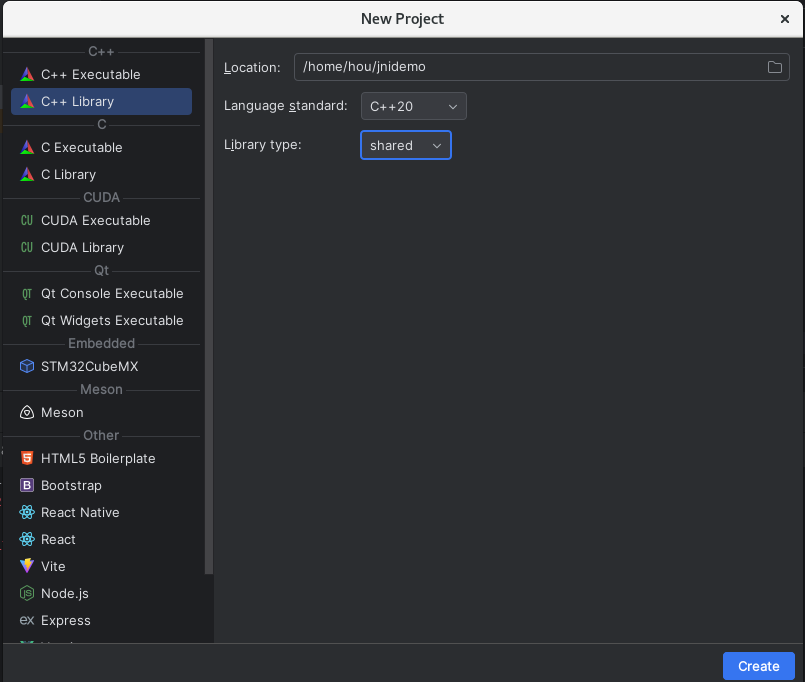 New Project
C++
C++ Executable
C++ Library
C
C Executable
C Library
CUDA
CU CUDA Executable
CU CUDA Library
Qt
QT Qt Console Executable
QT Qt Widgets Executable
Embedded
STM32CubeMX
Meson
Meson
Other
5 HTML5 Boilerplate
B Bootstrap
React Native
React
Vite
JS Node.js
ex Express
Location: /home/hou/jnidemo
Language standard: C++20
Library type: shared
Create